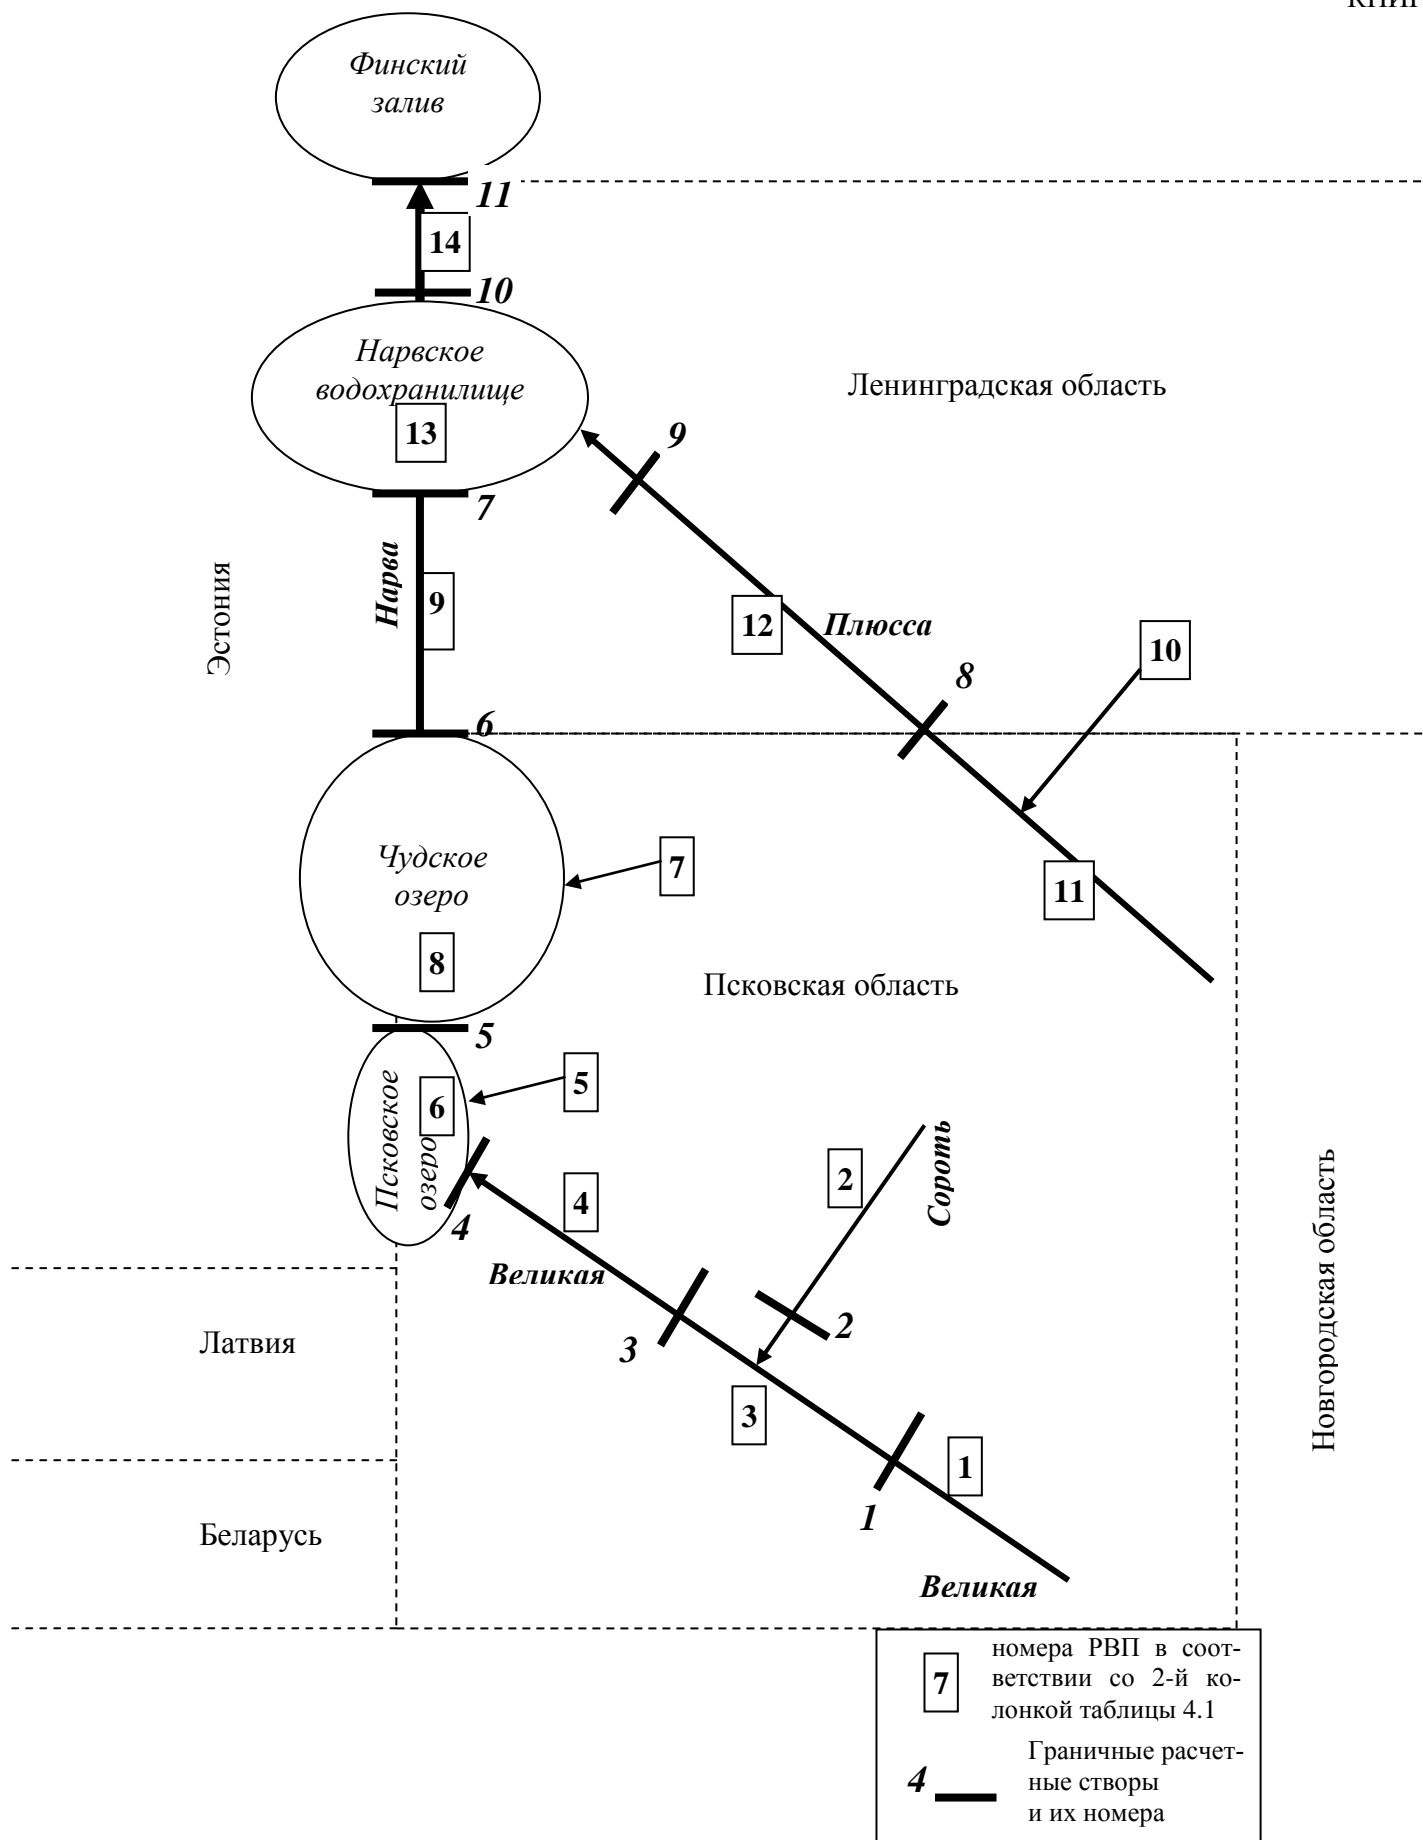 Финский
залив
11
14
10
Нарвское
водохранилище
13
Ленинградская область
9
7
Нарва
9
Эстония
12
Плюсса
10
8
6
Чудское
озеро
7
11
8
Псковская область
5
5
6
Псковское
озеро
Сороть
2
4
4
Великая
2
3
Новгородская область
Латвия
3
1
1
Беларусь
Великая
7
номера РВП в соот-
ветствии со 2-й ко-
лонкой таблицы 4.1
4
Граничные расчет-
ные створы
и их номера